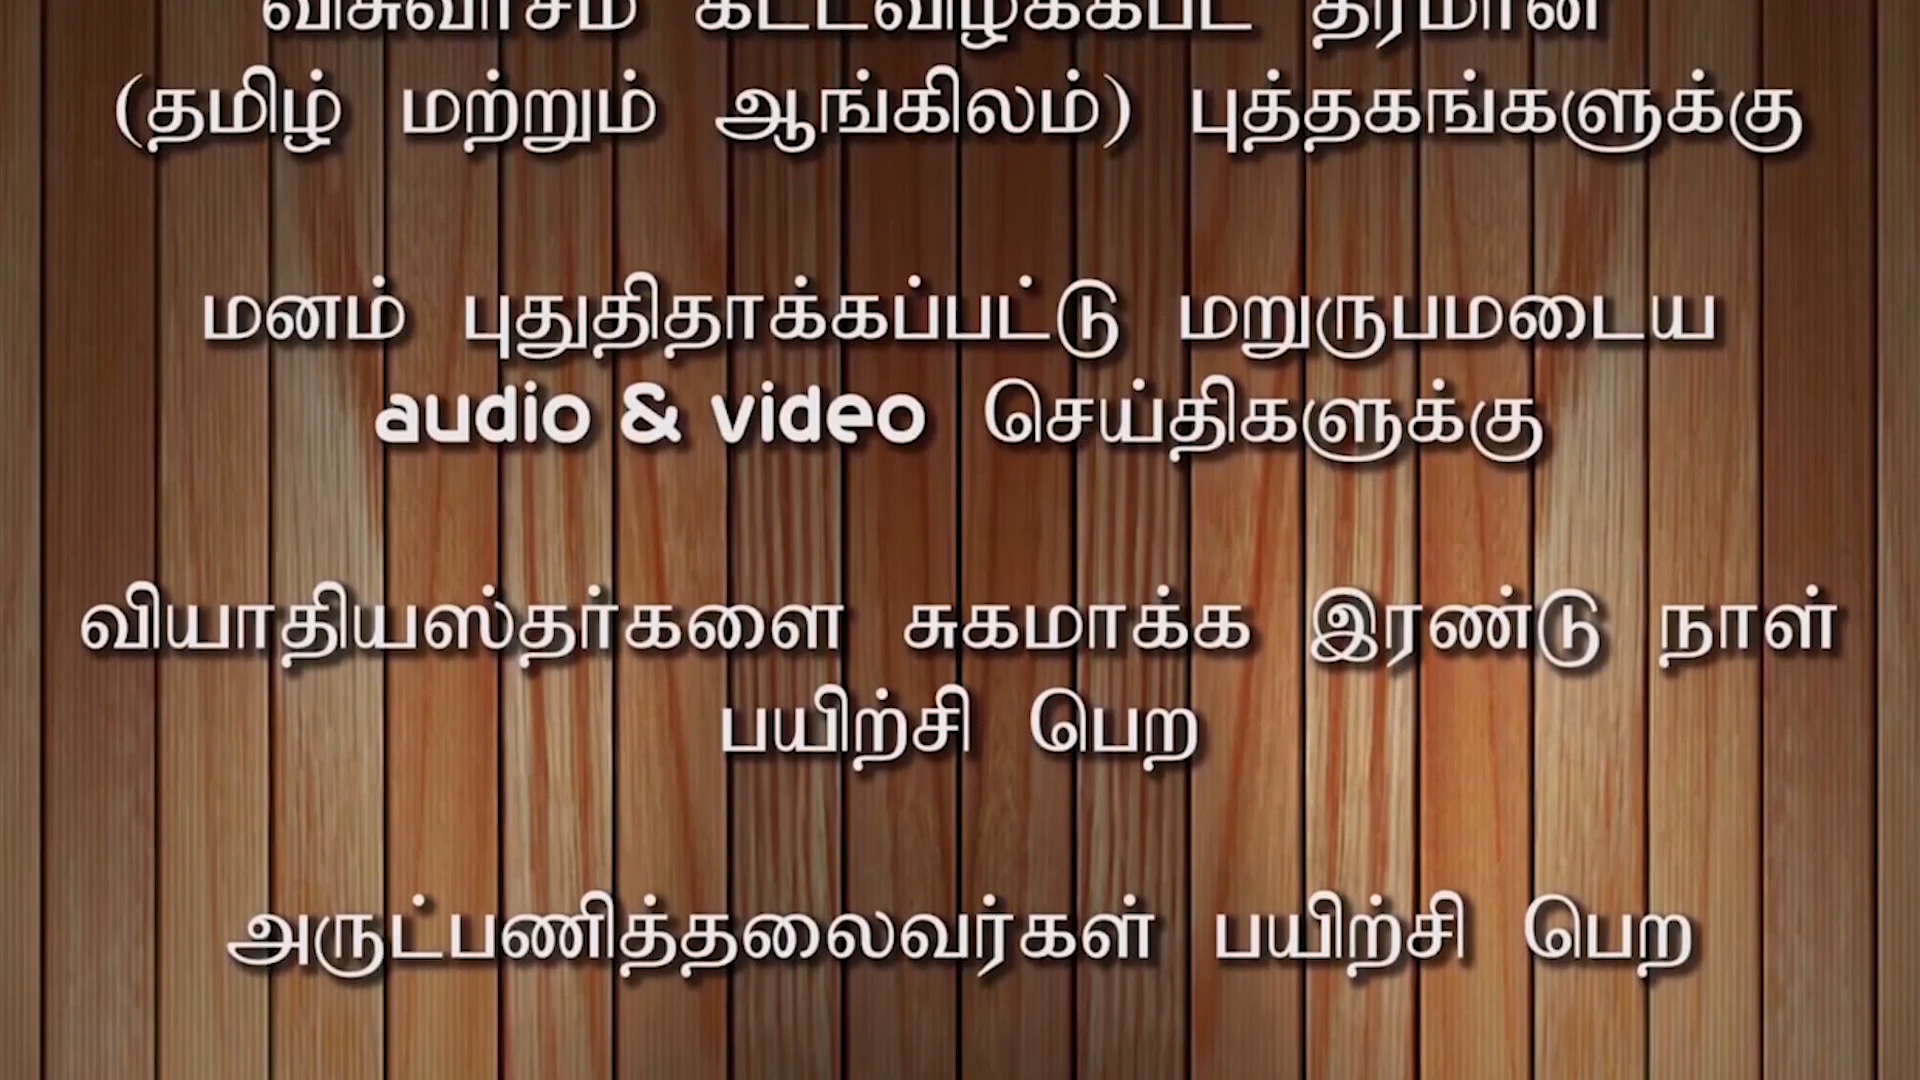 (தமிழ் மற்றும் ஆங்கிலம்) புத்தகங்களுக்கு
மனம் புதுதிதாக்கப்பட்டு மறுருபமடைய
audio & video செய்திகளுக்கு
வியாதியஸ்தர்களை சுகமாக்க இரண்டு நாள்
பயிற்சி பெற
அருட்பணித்தலைவர்கள் பயிற்சி பெற